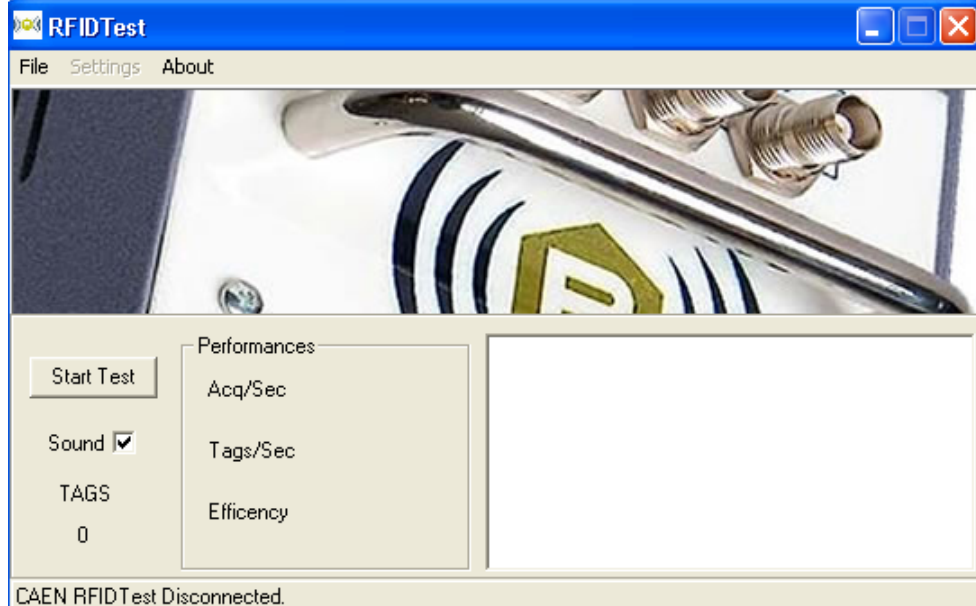 RFIDTest
File Settings About
Performances
Start Test
Acq/Sec
Sound
Tags/Sec
TAGS
Efficency
0
CAEN RFIDTest Disconnected.